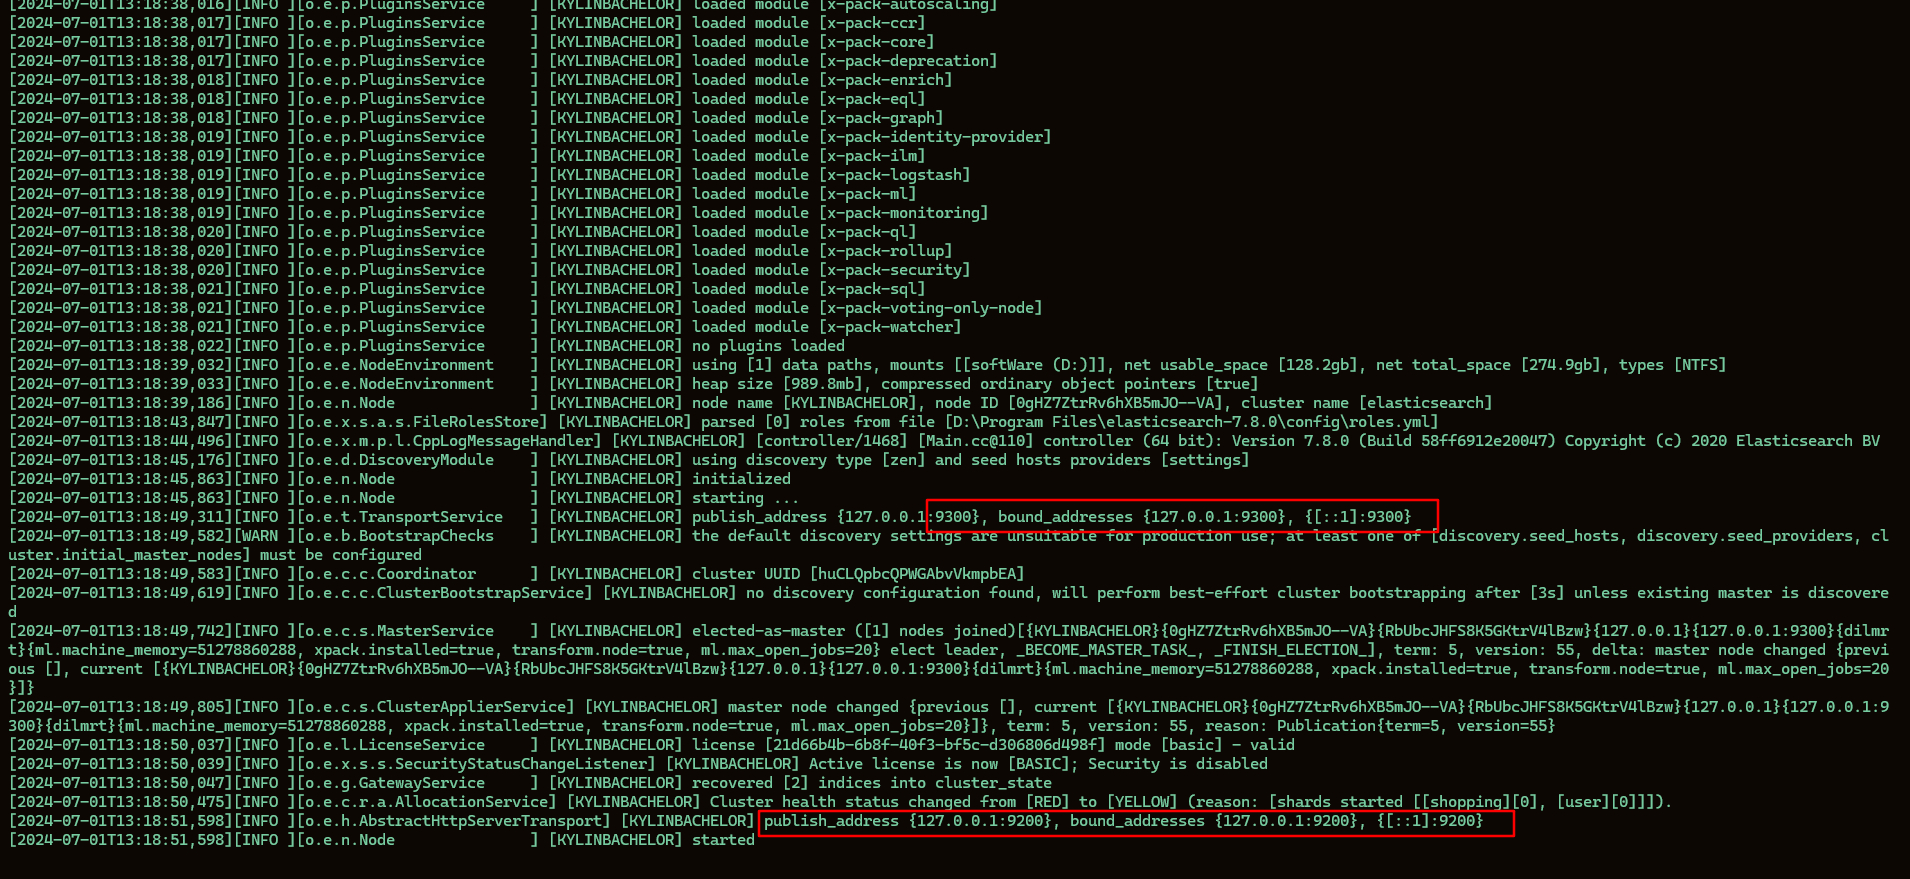 [2024-07-01T13:18:38,016][INFO ][o.e.p.PluginsService     ] [KYLINBACHELOR] loaded module [x-pack-autoscaling]
[2024-07-01T13:18:38,017][INFO ][o.e.p.PluginsService     ] [KYLINBACHELOR] loaded module [x-pack-ccr]
[2024-07-01T13:18:38,017][INFO ][o.e.p.PluginsService     ] [KYLINBACHELOR] loaded module [x-pack-core]
[2024-07-01T13:18:38,017][INFO ][o.e.p.PluginsService     ] [KYLINBACHELOR] loaded module [x-pack-deprecation]
[2024-07-01T13:18:38,018][INFO ][o.e.p.PluginsService     ] [KYLINBACHELOR] loaded module [x-pack-enrich]
[2024-07-01T13:18:38,018][INFO ][o.e.p.PluginsService     ] [KYLINBACHELOR] loaded module [x-pack-eql]
[2024-07-01T13:18:38,018][INFO ][o.e.p.PluginsService     ] [KYLINBACHELOR] loaded module [x-pack-graph]
[2024-07-01T13:18:38,019][INFO ][o.e.p.PluginsService     ] [KYLINBACHELOR] loaded module [x-pack-identity-provider]
[2024-07-01T13:18:38,019][INFO ][o.e.p.PluginsService     ] [KYLINBACHELOR] loaded module [x-pack-ilm]
[2024-07-01T13:18:38,019][INFO ][o.e.p.PluginsService     ] [KYLINBACHELOR] loaded module [x-pack-logstash]
[2024-07-01T13:18:38,019][INFO ][o.e.p.PluginsService     ] [KYLINBACHELOR] loaded module [x-pack-ml]
[2024-07-01T13:18:38,019][INFO ][o.e.p.PluginsService     ] [KYLINBACHELOR] loaded module [x-pack-monitoring]
[2024-07-01T13:18:38,020][INFO ][o.e.p.PluginsService     ] [KYLINBACHELOR] loaded module [x-pack-ql]
[2024-07-01T13:18:38,020][INFO ][o.e.p.PluginsService     ] [KYLINBACHELOR] loaded module [x-pack-rollup]
[2024-07-01T13:18:38,020][INFO ][o.e.p.PluginsService     ] [KYLINBACHELOR] loaded module [x-pack-security]
[2024-07-01T13:18:38,021][INFO ][o.e.p.PluginsService     ] [KYLINBACHELOR] loaded module [x-pack-sql]
[2024-07-01T13:18:38,021][INFO ][o.e.p.PluginsService     ] [KYLINBACHELOR] loaded module [x-pack-voting-only-node]
[2024-07-01T13:18:38,021][INFO ][o.e.p.PluginsService     ] [KYLINBACHELOR] loaded module [x-pack-watcher]
[2024-07-01T13:18:38,022][INFO ][o.e.p.PluginsService     ] [KYLINBACHELOR] no plugins loaded
[2024-07-01T13:18:39,032][INFO ][o.e.e.NodeEnvironment    ] [KYLINBACHELOR] using [1] data paths, mounts [[softWare (D:)]], net usable_space [128.2gb], net total_space [274.9gb], types [NTFS]
[2024-07-01T13:18:39,033][INFO ][o.e.e.NodeEnvironment    ] [KYLINBACHELOR] heap size [989.8mb], compressed ordinary object pointers [true]
[2024-07-01T13:18:39,186][INFO ][o.e.n.Node               ] [KYLINBACHELOR] node name [KYLINBACHELOR], node ID [0gHZ7ZtrRv6hXB5mJO--VA], cluster name [elasticsearch]
[2024-07-01T13:18:43,847][INFO ][o.e.x.s.a.s.FileRolesStore] [KYLINBACHELOR] parsed [0] roles from file [D:\Program Files\elasticsearch-7.8.0\config\roles.yml]
[2024-07-01T13:18:44,496][INFO ][o.e.x.m.p.l.CppLogMessageHandler] [KYLINBACHELOR] [controller/1468] [Main.cc@110] controller (64 bit): Version 7.8.0 (Build 58ff6912e20047) Copyright (c) 2020 Elasticsearch BV
[2024-07-01T13:18:45,176][INFO ][o.e.d.DiscoveryModule    ] [KYLINBACHELOR] using discovery type [zen] and seed hosts providers [settings]
[2024-07-01T13:18:45,863][INFO ][o.e.n.Node               ] [KYLINBACHELOR] initialized
[2024-07-01T13:18:45,863][INFO ][o.e.n.Node               ] [KYLINBACHELOR] starting ...
[2024-07-01T13:18:49,311][INFO ][o.e.t.TransportService   ] [KYLINBACHELOR] publish_address {127.0.0.1:9300}, bound_addresses {127.0.0.1:9300}, {[::1]:9300}
[2024-07-01T13:18:49,582][WARN ][o.e.b.BootstrapChecks    ] [KYLINBACHELOR] the default discovery settings are unsuitable for production use; at least one of [discovery.seed_hosts, discovery.seed_providers, cl
uster.initial_master_nodes] must be configured
[2024-07-01T13:18:49,583][INFO ][o.e.c.c.Coordinator      ] [KYLINBACHELOR] cluster UUID [huCLQpbcQPWGAbvVkmpbEA]
[2024-07-01T13:18:49,619][INFO ][o.e.c.c.ClusterBootstrapService] [KYLINBACHELOR] no discovery configuration found, will perform best-effort cluster bootstrapping after [3s] unless existing master is discovere
d
[2024-07-01T13:18:49,742][INFO ][o.e.c.s.MasterService    ] [KYLINBACHELOR] elected-as-master ([1] nodes joined)[{KYLINBACHELOR}{0gHZ7ZtrRv6hXB5mJO--VA}{RbUbcJHFS8K5GKtrV4lBzw}{127.0.0.1}{127.0.0.1:9300}{dilmr
t}{ml.machine_memory=51278860288, xpack.installed=true, transform.node=true, ml.max_open_jobs=20} elect leader, _BECOME_MASTER_TASK_, _FINISH_ELECTION_], term: 5, version: 55, delta: master node changed {previ
ous [], current [{KYLINBACHELOR}{0gHZ7ZtrRv6hXB5mJO--VA}{RbUbcJHFS8K5GKtrV4lBzw}{127.0.0.1}{127.0.0.1:9300}{dilmrt}{ml.machine_memory=51278860288, xpack.installed=true, transform.node=true, ml.max_open_jobs=20
}]}
[2024-07-01T13:18:49,805][INFO ][o.e.c.s.ClusterApplierService] [KYLINBACHELOR] master node changed {previous [], current [{KYLINBACHELOR}{0gHZ7ZtrRv6hXB5mJO--VA}{RbUbcJHFS8K5GKtrV4lBzw}{127.0.0.1}{127.0.0.1:9
300}{dilmrt}{ml.machine_memory=51278860288, xpack.installed=true, transform.node=true, ml.max_open_jobs=20}]}, term: 5, version: 55, reason: Publication{term=5, version=55}
[2024-07-01T13:18:50,037][INFO ][o.e.l.LicenseService     ] [KYLINBACHELOR] license [21d66b4b-6b8f-40f3-bf5c-d306806d498f] mode [basic] - valid
[2024-07-01T13:18:50,039][INFO ][o.e.x.s.s.SecurityStatusChangeListener] [KYLINBACHELOR] Active license is now [BASIC]; Security is disabled
[2024-07-01T13:18:50,047][INFO ][o.e.g.GatewayService     ] [KYLINBACHELOR] recovered [2] indices into cluster_state
[2024-07-01T13:18:50,475][INFO ][o.e.c.r.a.AllocationService] [KYLINBACHELOR] Cluster health status changed from [RED] to [YELLOW] (reason: [shards started [[shopping][0], [user][0]]]).
[2024-07-01T13:18:51,598][INFO ][o.e.h.AbstractHttpServerTransport] [KYLINBACHELOR] publish_address {127.0.0.1:9200}, bound_addresses {127.0.0.1:9200}, {[::1]:9200}
[2024-07-01T13:18:51,598][INFO ][o.e.n.Node               ] [KYLINBACHELOR] started